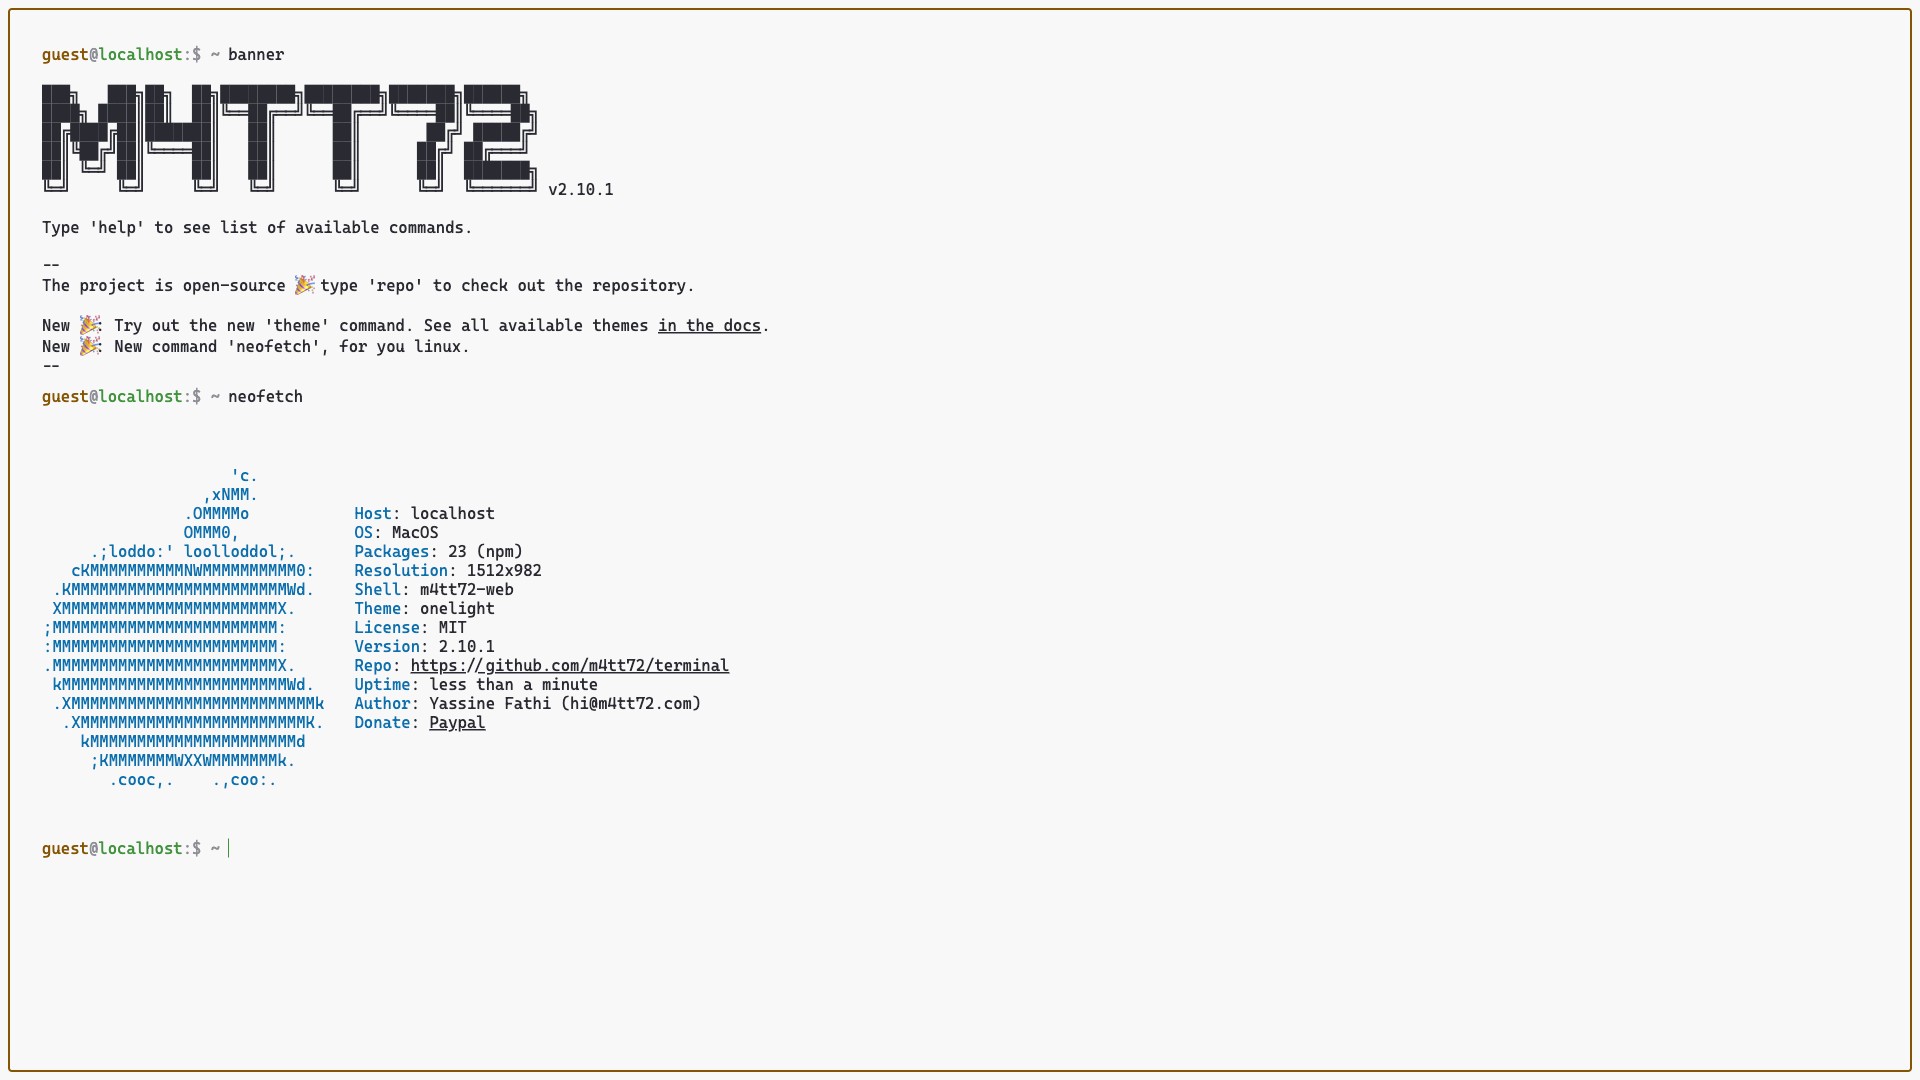 guest@localhost:$ ~ banner
M4TT72 v2.10.1
Type 'help' to see list of available commands.
--
The project is open-source 🎉 type 'repo' to check out the repository.
New 🎉: Try out the new 'theme' command. See all available themes in the docs.
New 🎉: New command 'neofetch', for you linux.
--
guest@localhost:$ ~ neofetch
'c.
,xNMM.
.OMMMMo Host: localhost
OMMM0, OS: MacOS
.;loddo:' loolloddol;. Packages: 23 (npm)
cKMMMMMMMMMMNWMMMMMMMMMM0: Resolution: 1512x982
.KMMMMMMMMMMMMMMMMMMMMMMMWd. Shell: m4tt72-web
XMMMMMMMMMMMMMMMMMMMMMMMX. Theme: onelight
;MMMMMMMMMMMMMMMMMMMMMMMM: License: MIT
:MMMMMMMMMMMMMMMMMMMMMMMM: Version: 2.10.1
.MMMMMMMMMMMMMMMMMMMMMMMMX. Repo: https://github.com/m4tt72/terminal
kMMMMMMMMMMMMMMMMMMMMMMMMWd. Uptime: less than a minute
.XMMMMMMMMMMMMMMMMMMMMMMMMMMk Author: Yassine Fathi (hi@m4tt72.com)
.XMMMMMMMMMMMMMMMMMMMMMMMMK. Donate: Paypal
kMMMMMMMMMMMMMMMMMMMMMMd
;KMMMMMMMWXXWMMMMMMMk.
.cooc,. .,coo:.
guest@localhost:$ ~